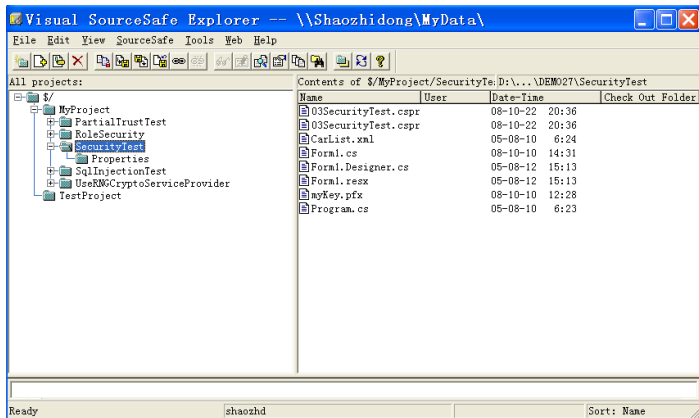 Visual SourceSafe Explorer -- \\Shaozhidong\MyData\
File Edit View SourceSafe Tools Web Help
All projects:
Contents of $/MyProject/SecurityTe:D:\...\DEMO27\SecurityTest
$/
MyProject
PartialTrustTest
RoleSecurity
SecurityTest
Properties
SqlInjectionTest
UseRNGCryptoServiceProvider
TestProject
Name User Date-Time Check Out Folder
03SecurityTest.cspr 08-10-22 20:36
03SecurityTest.cspr 08-10-22 20:36
CarList.xml 05-08-10 6:24
Form1.cs 08-10-10 14:31
Form1.Designer.cs 05-08-12 15:13
Form1.resx 05-08-12 15:13
myKey.pfx 08-10-10 12:28
Program.cs 05-08-10 6:23
Ready shaozhd Sort: Name